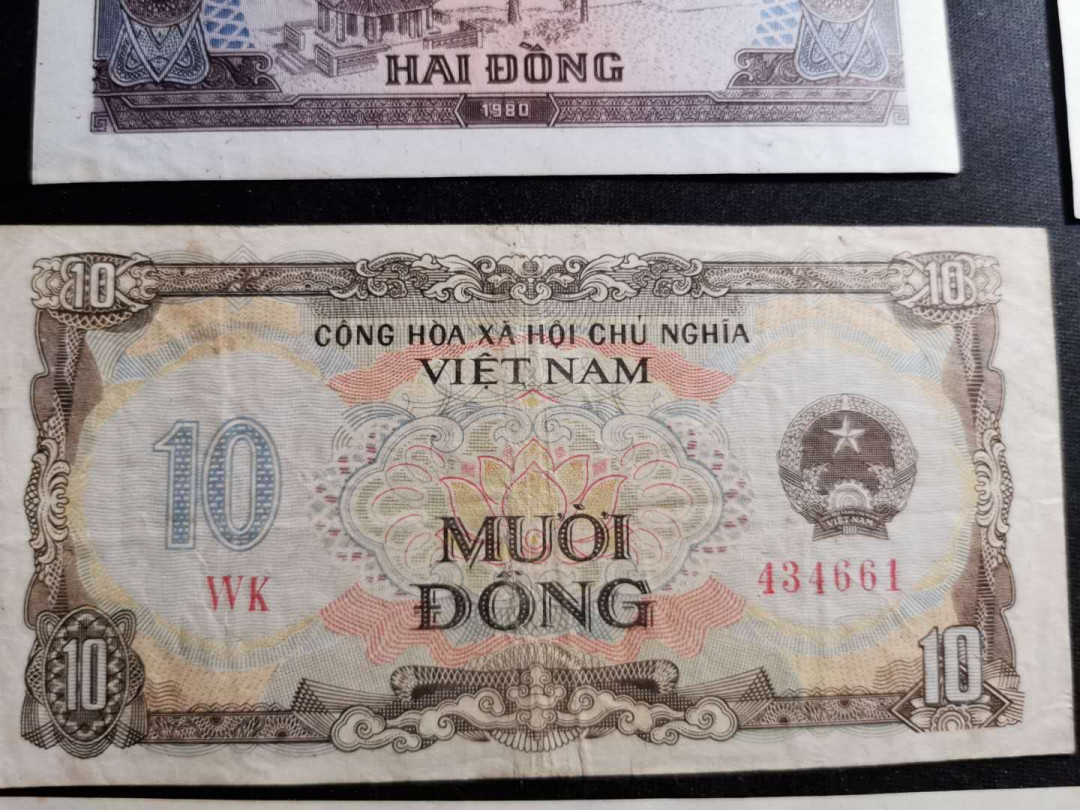 HAI ĐỒNG
1980
10 10
CỘNG HÒA XÃ HỘI CHỦ NGHĨA
VIỆT NAM
10
VIỆT NAM
MƯỜI
ĐỒNG
WK 434661
10 10